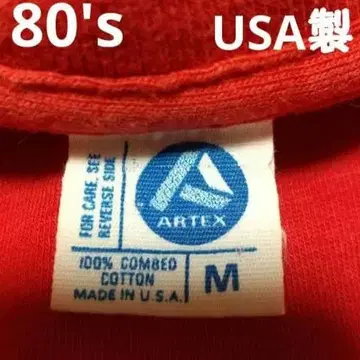 80's
USA製
FOR CARE SEE
REVERSE SIDE
ARTEX
100% COMBED
COTTON
MADE IN U.S.A.
M